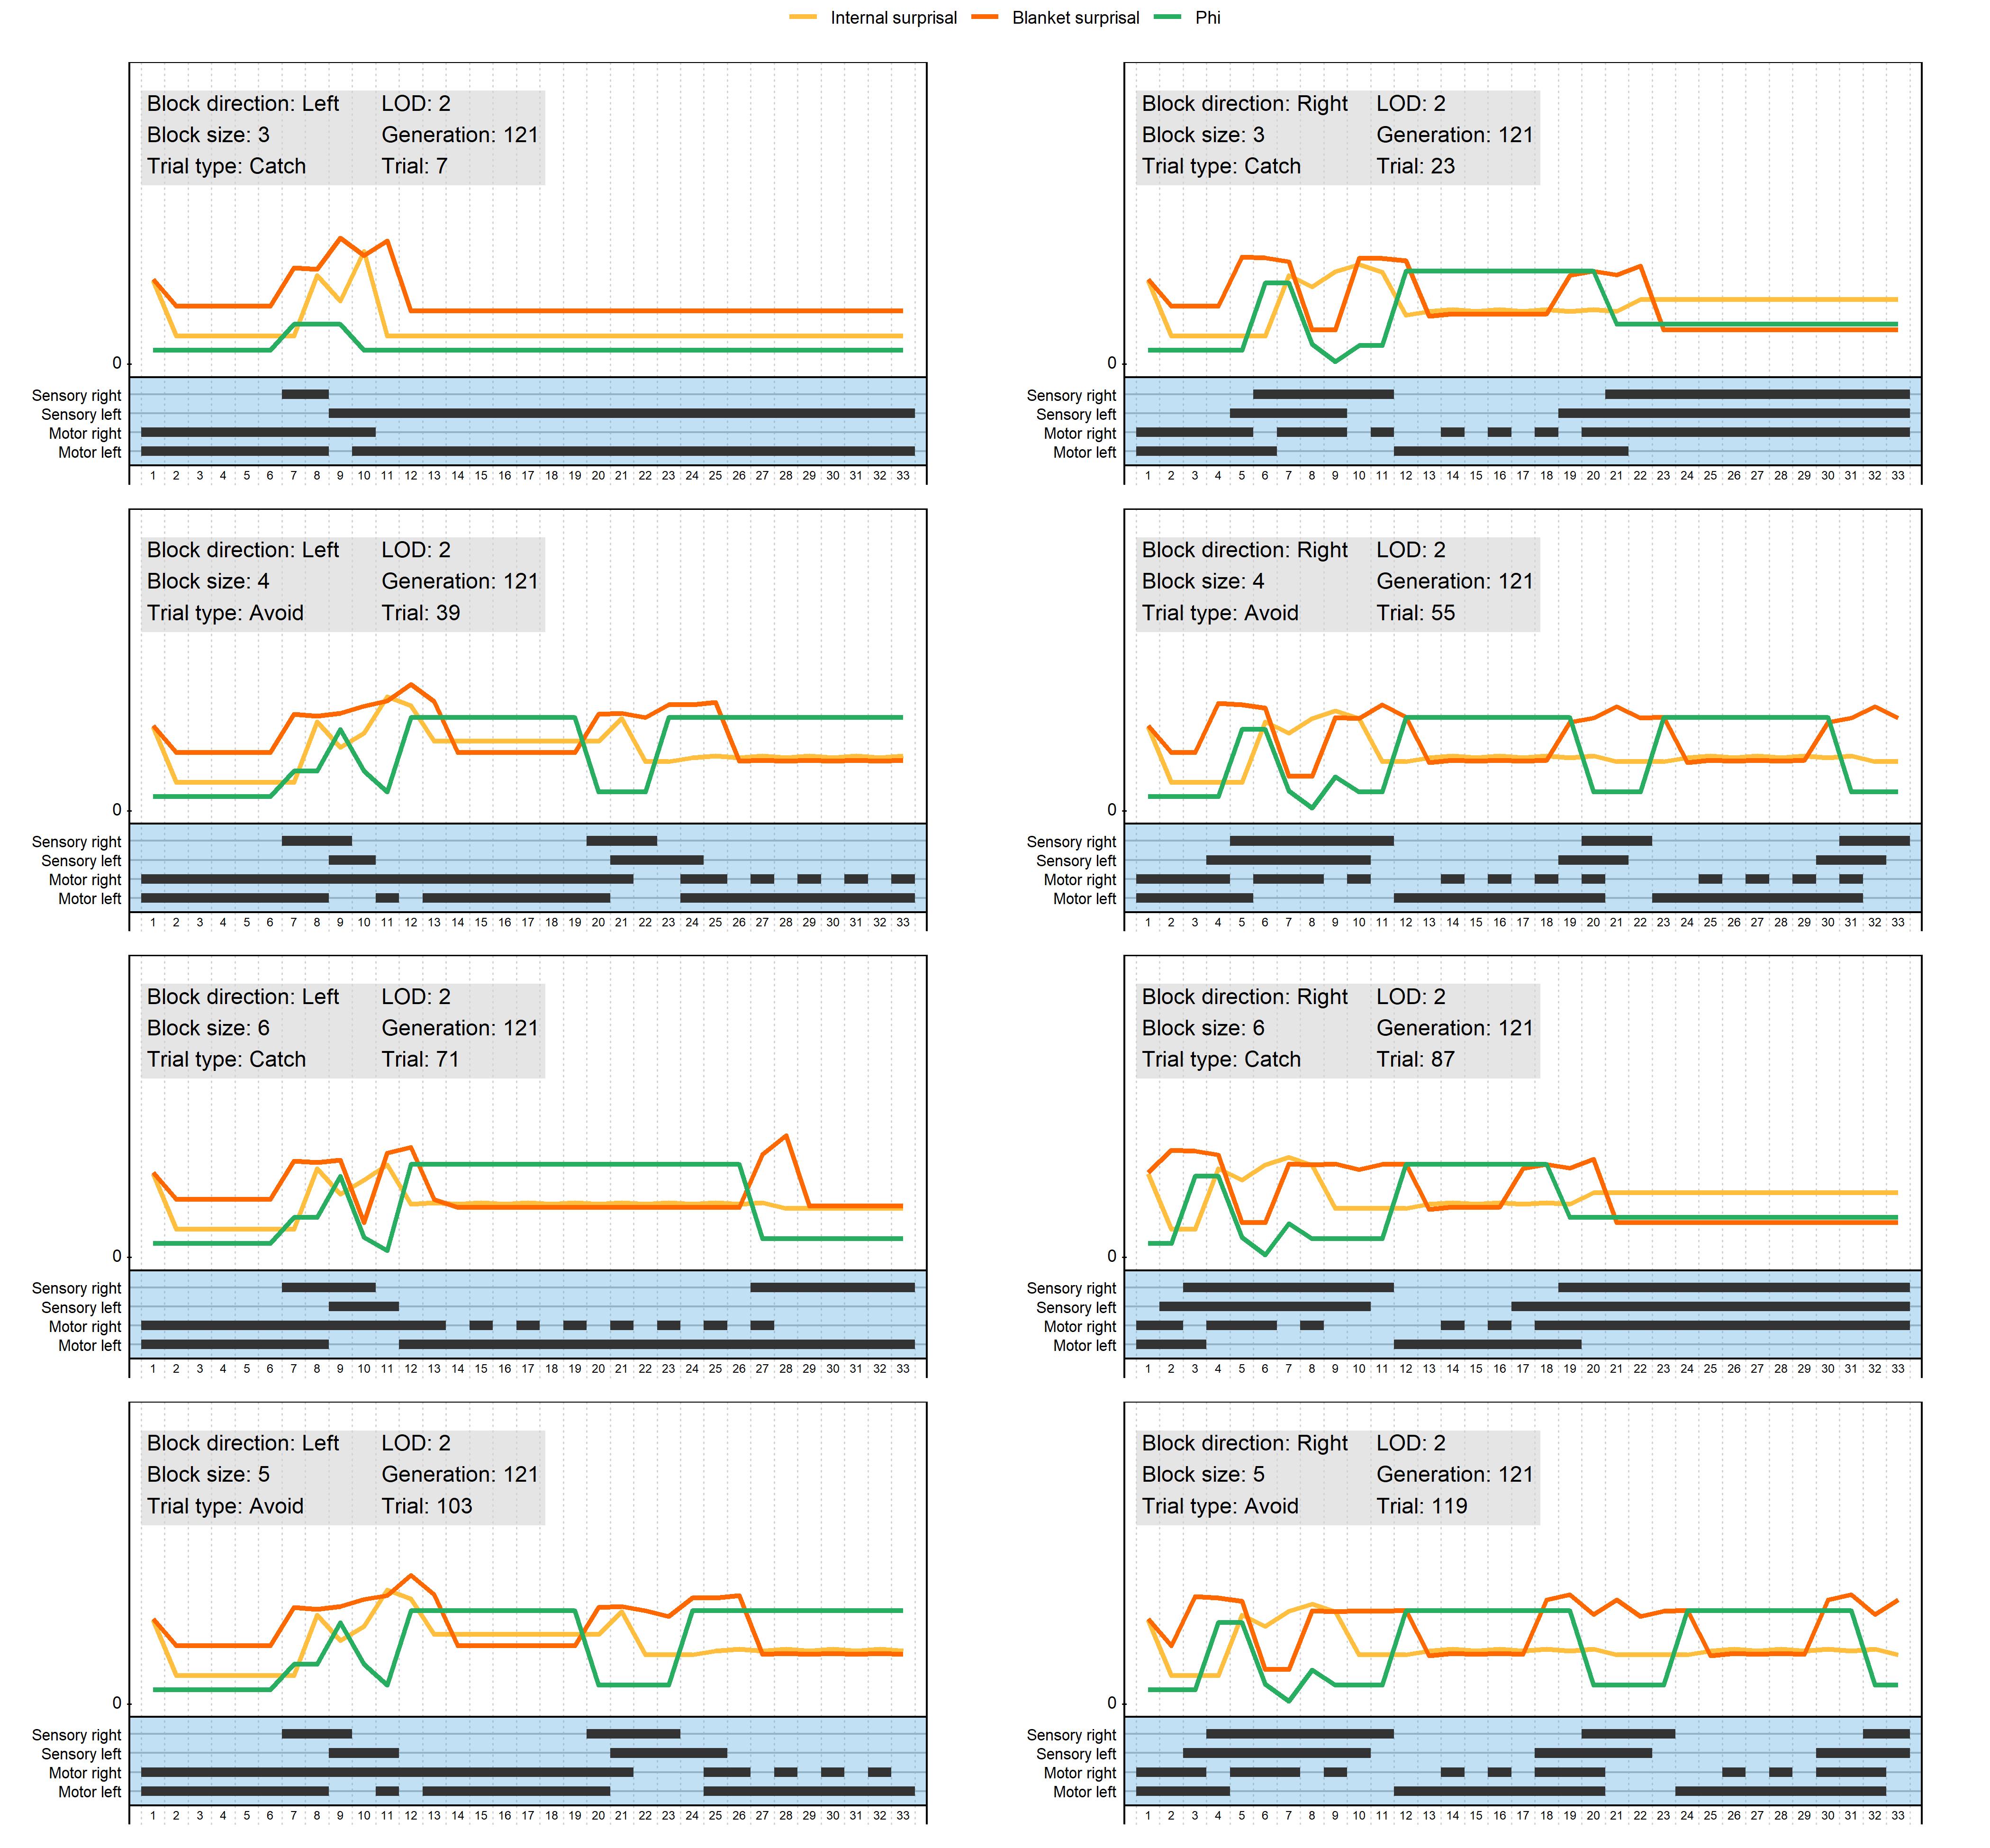 Internal surprisal Blanket surprisal Phi
Block direction: Left LOD: 2
Block size: 3 Generation: 121
Trial type: Catch Trial: 7
0
Sensory right
Sensory left
Motor right
Motor left
1 2 3 4 5 6 7 8 9 10 11 12 13 14 15 16 17 18 19 20 21 22 23 24 25 26 27 28 29 30 31 32 33
Block direction: Right LOD: 2
Block size: 3 Generation: 121
Trial type: Catch Trial: 23
0
Sensory right
Sensory left
Motor right
Motor left
1 2 3 4 5 6 7 8 9 10 11 12 13 14 15 16 17 18 19 20 21 22 23 24 25 26 27 28 29 30 31 32 33
Block direction: Left LOD: 2
Block size: 4 Generation: 121
Trial type: Avoid Trial: 39
0
Sensory right
Sensory left
Motor right
Motor left
1 2 3 4 5 6 7 8 9 10 11 12 13 14 15 16 17 18 19 20 21 22 23 24 25 26 27 28 29 30 31 32 33
Block direction: Right LOD: 2
Block size: 4 Generation: 121
Trial type: Avoid Trial: 55
0
Sensory right
Sensory left
Motor right
Motor left
1 2 3 4 5 6 7 8 9 10 11 12 13 14 15 16 17 18 19 20 21 22 23 24 25 26 27 28 29 30 31 32 33
Block direction: Left LOD: 2
Block size: 6 Generation: 121
Trial type: Catch Trial: 71
0
Sensory right
Sensory left
Motor right
Motor left
1 2 3 4 5 6 7 8 9 10 11 12 13 14 15 16 17 18 19 20 21 22 23 24 25 26 27 28 29 30 31 32 33
Block direction: Right LOD: 2
Block size: 6 Generation: 121
Trial type: Catch Trial: 87
0
Sensory right
Sensory left
Motor right
Motor left
1 2 3 4 5 6 7 8 9 10 11 12 13 14 15 16 17 18 19 20 21 22 23 24 25 26 27 28 29 30 31 32 33
Block direction: Left LOD: 2
Block size: 5 Generation: 121
Trial type: Avoid Trial: 103
0
Sensory right
Sensory left
Motor right
Motor left
1 2 3 4 5 6 7 8 9 10 11 12 13 14 15 16 17 18 19 20 21 22 23 24 25 26 27 28 29 30 31 32 33
Block direction: Right LOD: 2
Block size: 5 Generation: 121
Trial type: Avoid Trial: 119
0
Sensory right
Sensory left
Motor right
Motor left
1 2 3 4 5 6 7 8 9 10 11 12 13 14 15 16 17 18 19 20 21 22 23 24 25 26 27 28 29 30 31 32 33